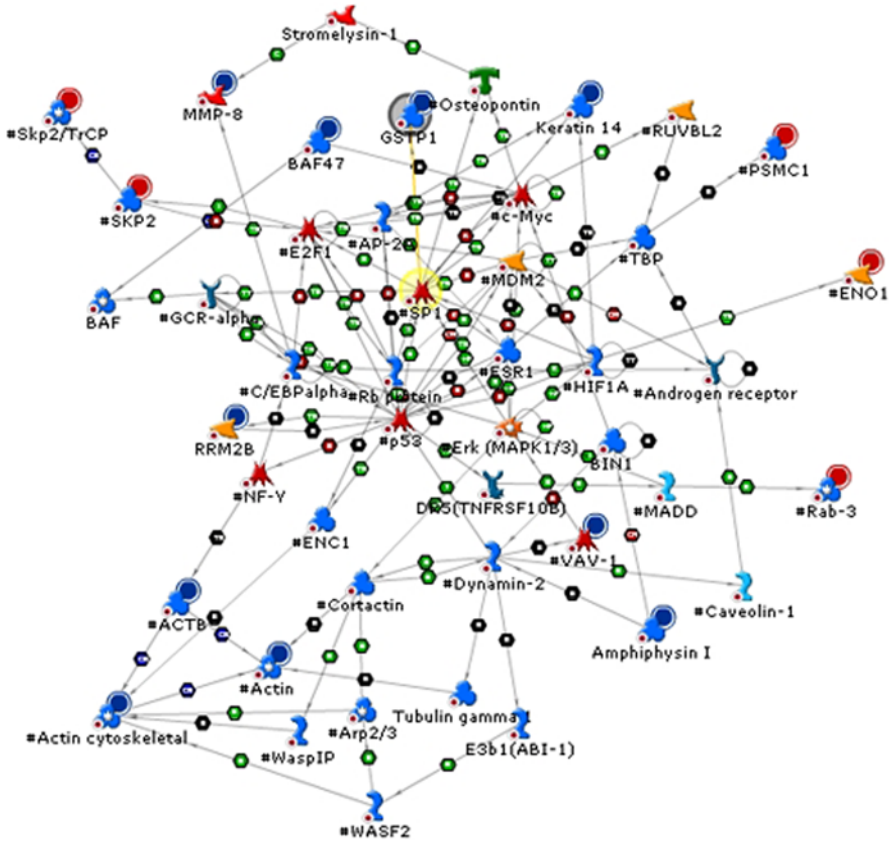 Stromelysin-1
#Osteopontin
MMP-8
GSTP1
Keratin 14
#RUVBL2
#Skp2/TrCP
BAF47
#PSMC1
#SKP2
#c-Myc
#E2F1
#AP-2
#TBP
#MDM2
#ENO1
BAF
#GCR-alpha
#SP1
#C/EBPalpha
#Rb protein
#ESR1
#HIF1A
#Androgen receptor
RRM2B
#p53
#Erk (MAPK1/3)
BIN1
#NF-Y
DR5(TNFRSF10B)
#MADD
#Rab-3
#ENC1
#VAV-1
#Dynamin-2
#Cortactin
#Caveolin-1
#ACTB
Amphiphysin I
#Actin
Tubulin gamma 1
#Actin cytoskeletal
#WaspIP
#Arp2/3
E3b1(ABI-1)
#WASF2